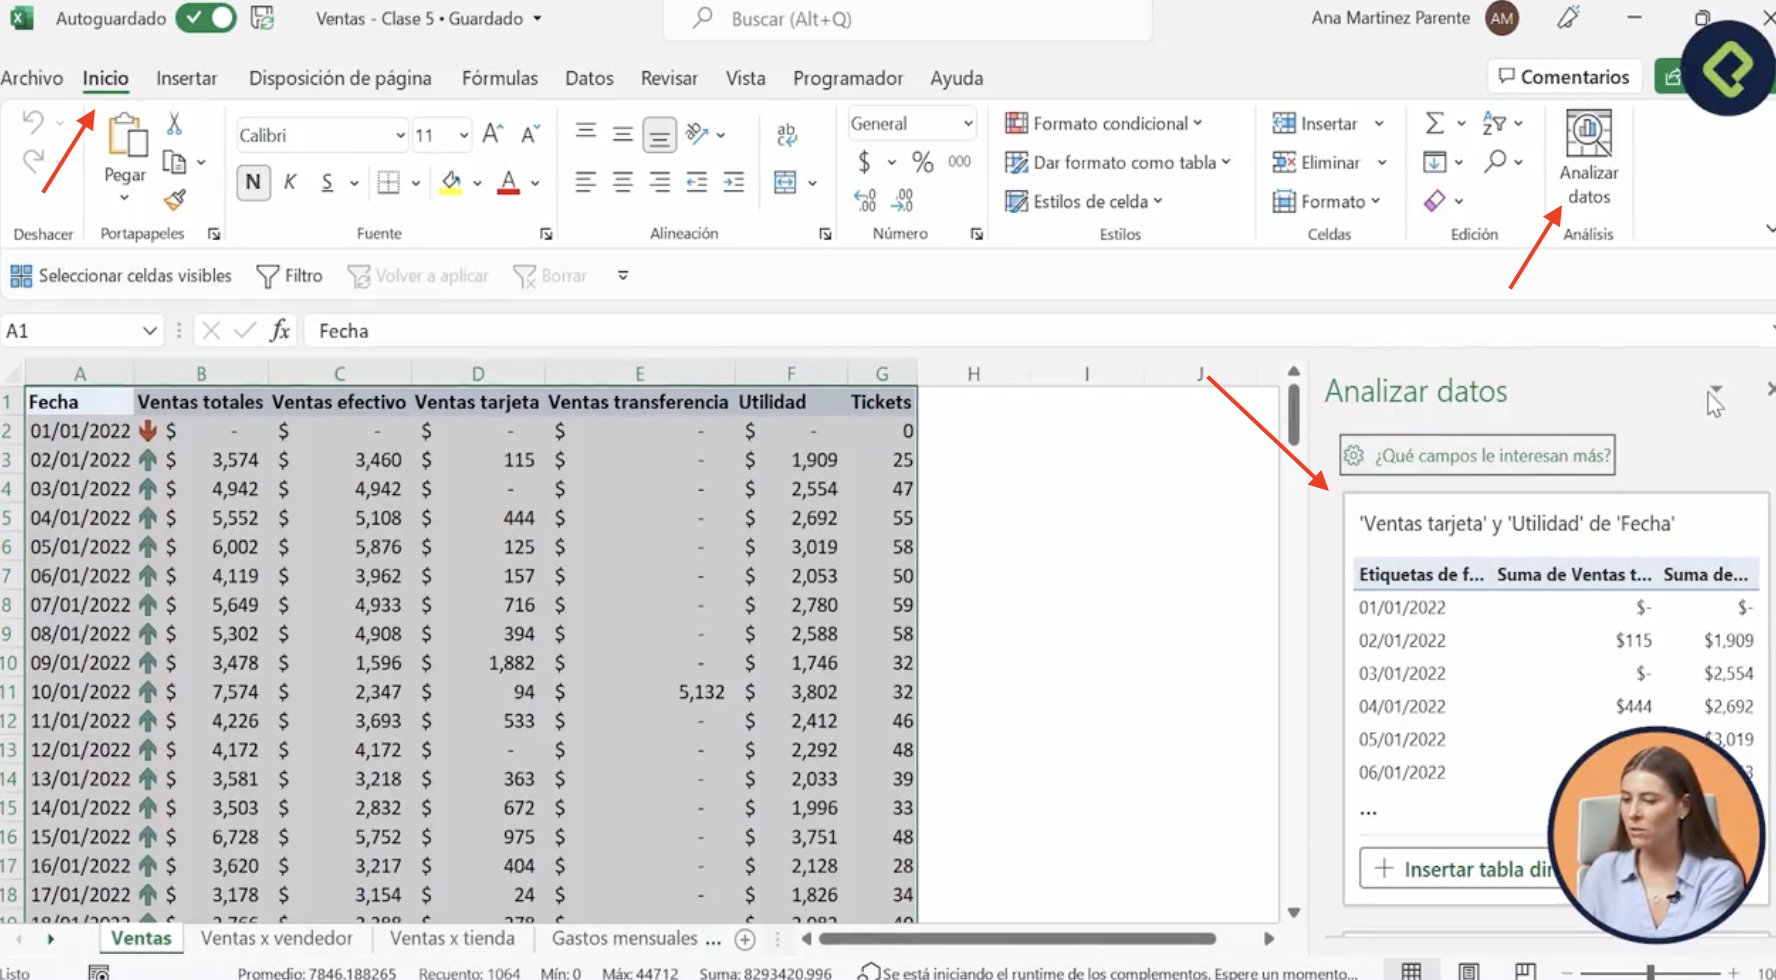 Autoguardado Ventas - Clase 5 • Guardado Buscar (Alt+Q) Ana Martinez Parente AM
Archivo Inicio Insertar Disposición de página Fórmulas Datos Revisar Vista Programador Ayuda Comentarios
Pegar Calibri 11 General Formato condicional Insertar
N K S $ % 000 Dar formato como tabla Eliminar Analizar datos
Estilos de celda Formato
Deshacer Portapapeles Fuente Alineación Número Estilos Celdas Edición Análisis
Seleccionar celdas visibles Filtro Volver a aplicar Borrar
A1 fx Fecha
A B C D E F G H I J
1 Fecha Ventas totales Ventas efectivo Ventas tarjeta Ventas transferencia Utilidad Tickets
2 01/01/2022 $ - $ - $ - $ - $ - 0
3 02/01/2022 $ 3,574 $ 3,460 $ 115 $ - $ 1,909 25
4 03/01/2022 $ 4,942 $ 4,942 $ - $ - $ 2,554 47
5 04/01/2022 $ 5,552 $ 5,108 $ 444 $ - $ 2,692 55
6 05/01/2022 $ 6,002 $ 5,876 $ 125 $ - $ 3,019 58
7 06/01/2022 $ 4,119 $ 3,962 $ 157 $ - $ 2,053 50
8 07/01/2022 $ 5,649 $ 4,933 $ 716 $ - $ 2,780 59
9 08/01/2022 $ 5,302 $ 4,908 $ 394 $ - $ 2,588 58
10 09/01/2022 $ 3,478 $ 1,596 $ 1,882 $ - $ 1,746 32
11 10/01/2022 $ 7,574 $ 2,347 $ 94 $ 5,132 $ 3,802 32
12 11/01/2022 $ 4,226 $ 3,693 $ 533 $ - $ 2,412 46
13 12/01/2022 $ 4,172 $ 4,172 $ - $ - $ 2,292 48
14 13/01/2022 $ 3,581 $ 3,218 $ 363 $ - $ 2,033 39
15 14/01/2022 $ 3,503 $ 2,832 $ 672 $ - $ 1,996 33
16 15/01/2022 $ 6,728 $ 5,752 $ 975 $ - $ 3,751 48
17 16/01/2022 $ 3,620 $ 3,217 $ 404 $ - $ 2,128 28
18 17/01/2022 $ 3,178 $ 3,154 $ 24 $ - $ 1,826 34
Analizar datos
¿Qué campos le interesan más?
'Ventas tarjeta' y 'Utilidad' de 'Fecha'
Etiquetas de f... Suma de Ventas t... Suma de...
01/01/2022 $- $-
02/01/2022 $115 $1,909
03/01/2022 $- $2,554
04/01/2022 $444 $2,692
05/01/2022 $3,019
06/01/2022
...
+ Insertar tabla din
Ventas Ventas x vendedor Ventas x tienda Gastos mensuales ...
Listo Promedio: 7846.188265 Recuento: 1064 Mín: 0 Máx: 44712 Suma: 8293420.996 Se está iniciando el runtime de los complementos. Espere un momento...